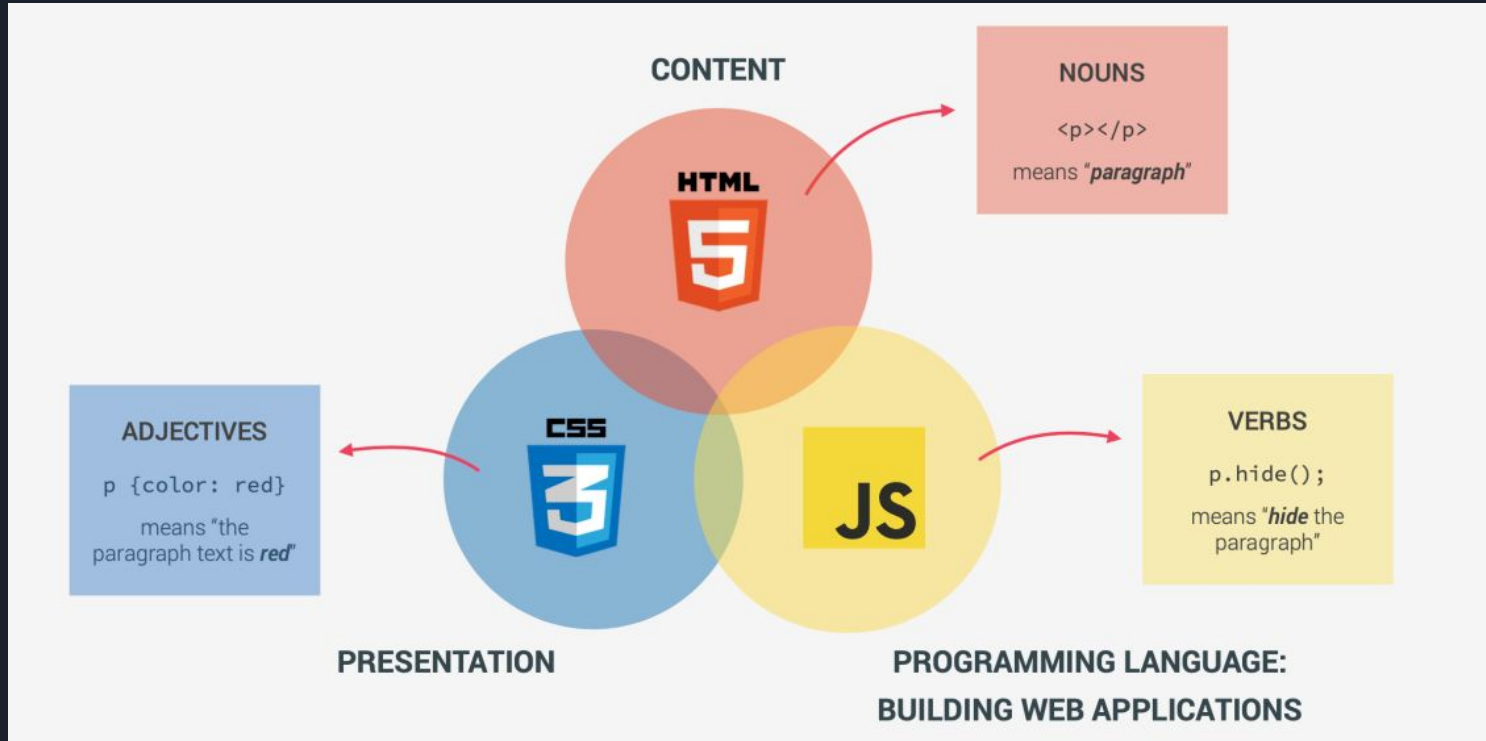 CONTENT
HTML
5
NOUNS
<p></p>
means “paragraph”
ADJECTIVES
p {color: red}
means “the
paragraph text is red”
CSS
3
JS
VERBS
p.hide();
means “hide the
paragraph”
PRESENTATION
PROGRAMMING LANGUAGE:
BUILDING WEB APPLICATIONS